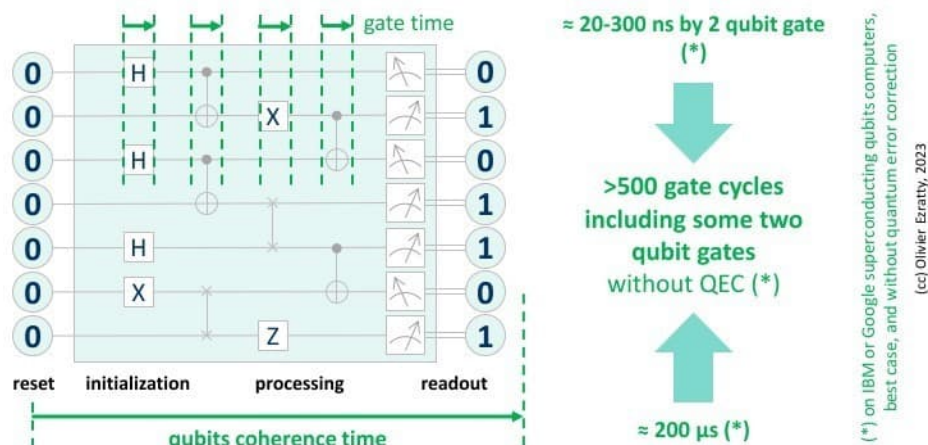 gate time
0 H 0
0 X 1
0 H 0
0 1
0 H 1
0 X 0
0 Z 1
reset initialization processing readout
qubits coherence time
≈ 20-300 ns by 2 qubit gate
(*)
>500 gate cycles
including some two
qubit gates
without QEC (*)
≈ 200 µs (*)
(*) on IBM or Google superconducting qubits computers,
best case, and without quantum error correction
(cc) Olivier Ezratty, 2023